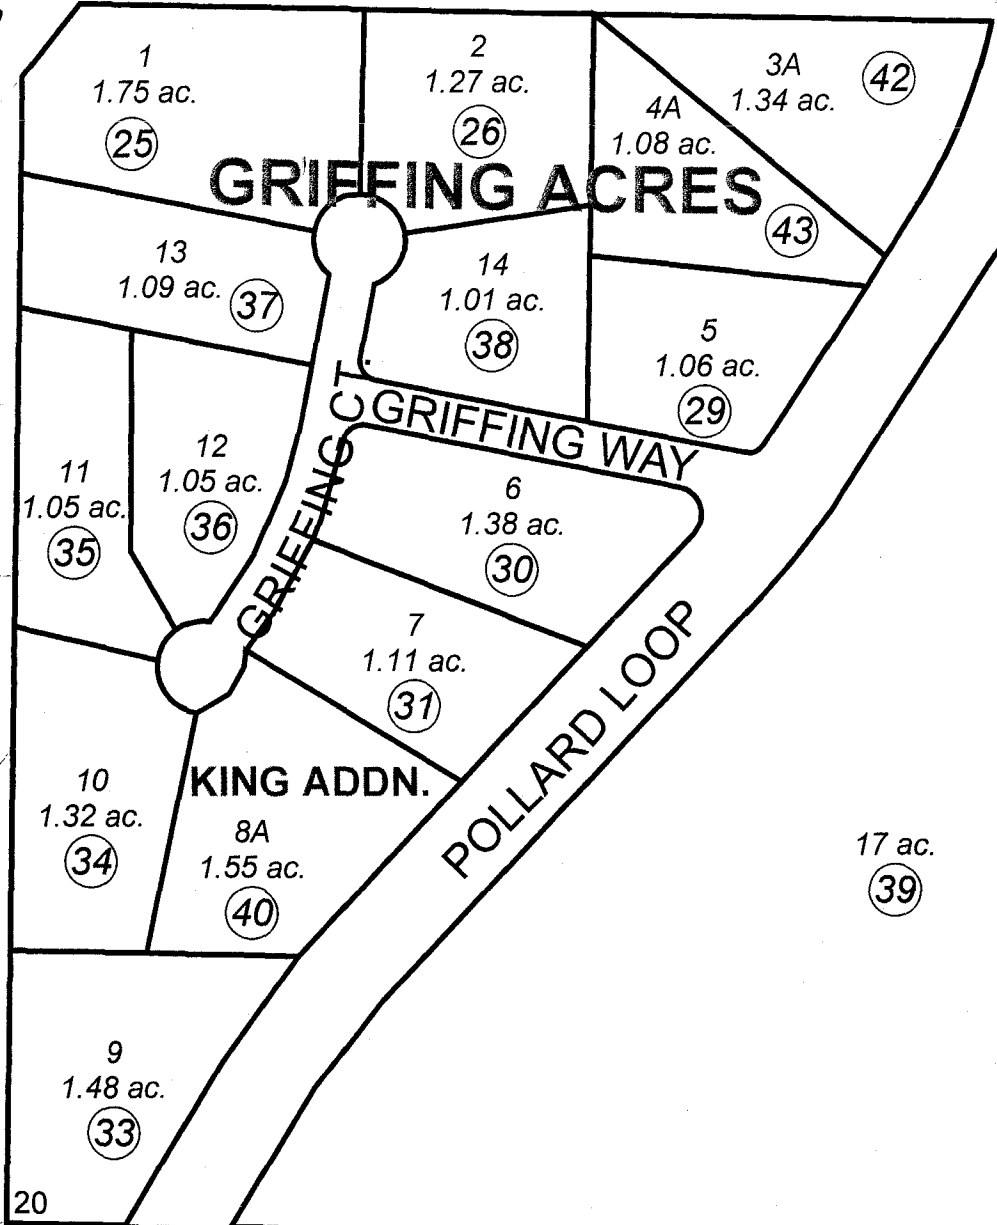 1
1.75 ac.
25
2
1.27 ac.
26
3A
1.34 ac.
42
4A
1.08 ac.
43
GRIFFING ACRES
13
1.09 ac.
37
14
1.01 ac.
38
5
1.06 ac.
29
GRIFFING CT.
GRIFFING WAY
11
1.05 ac.
35
12
1.05 ac.
36
6
1.38 ac.
30
7
1.11 ac.
31
POLLARD LOOP
KING ADDN.
10
1.32 ac.
34
8A
1.55 ac.
40
17 ac.
39
9
1.48 ac.
33
20